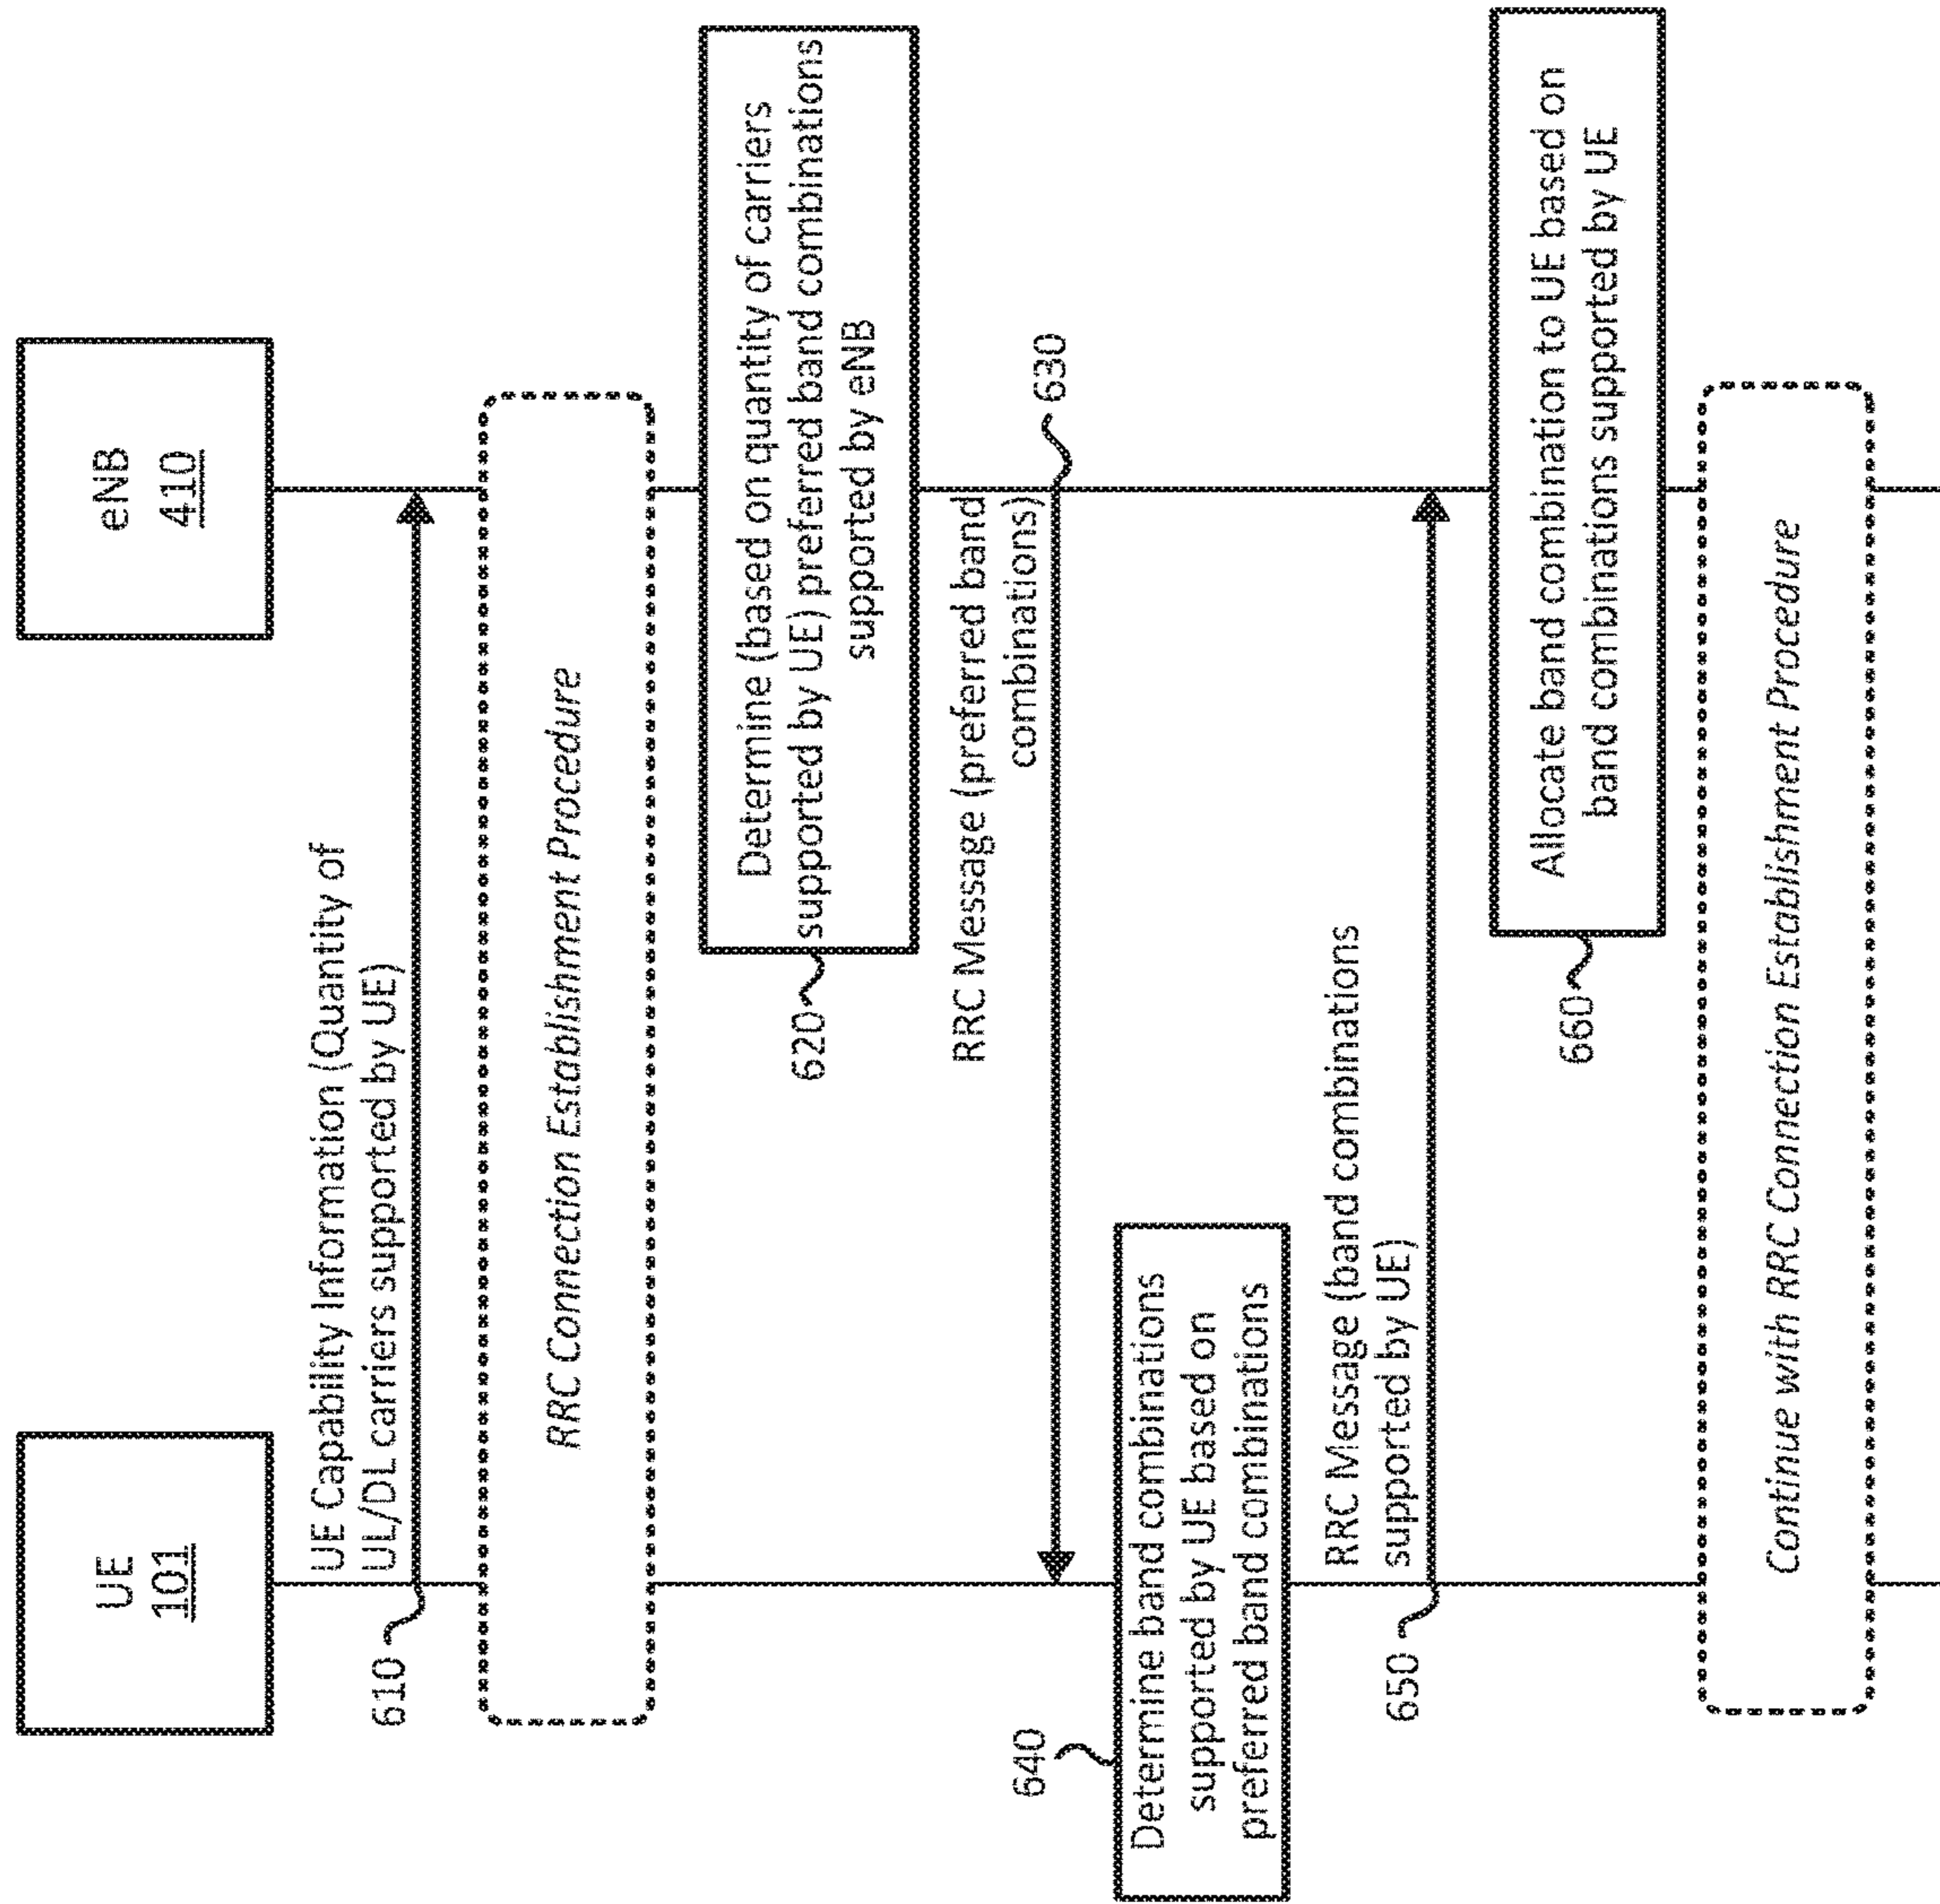 UE
101
eNB
410
UE Capability Information (Quantity of
UL/DL carriers supported by UE)
610
RRC Connection Establishment Procedure
Determine (based on quantity of carriers
supported by UE) preferred band combinations
supported by eNB
620
RRC Message (preferred band
combinations)
630
640
Determine band combinations
supported by UE based on
preferred band combinations
RRC Message (band combinations
supported by UE)
650
Allocate band combination to UE based on
band combinations supported by UE
660
Continue with RRC Connection Establishment Procedure